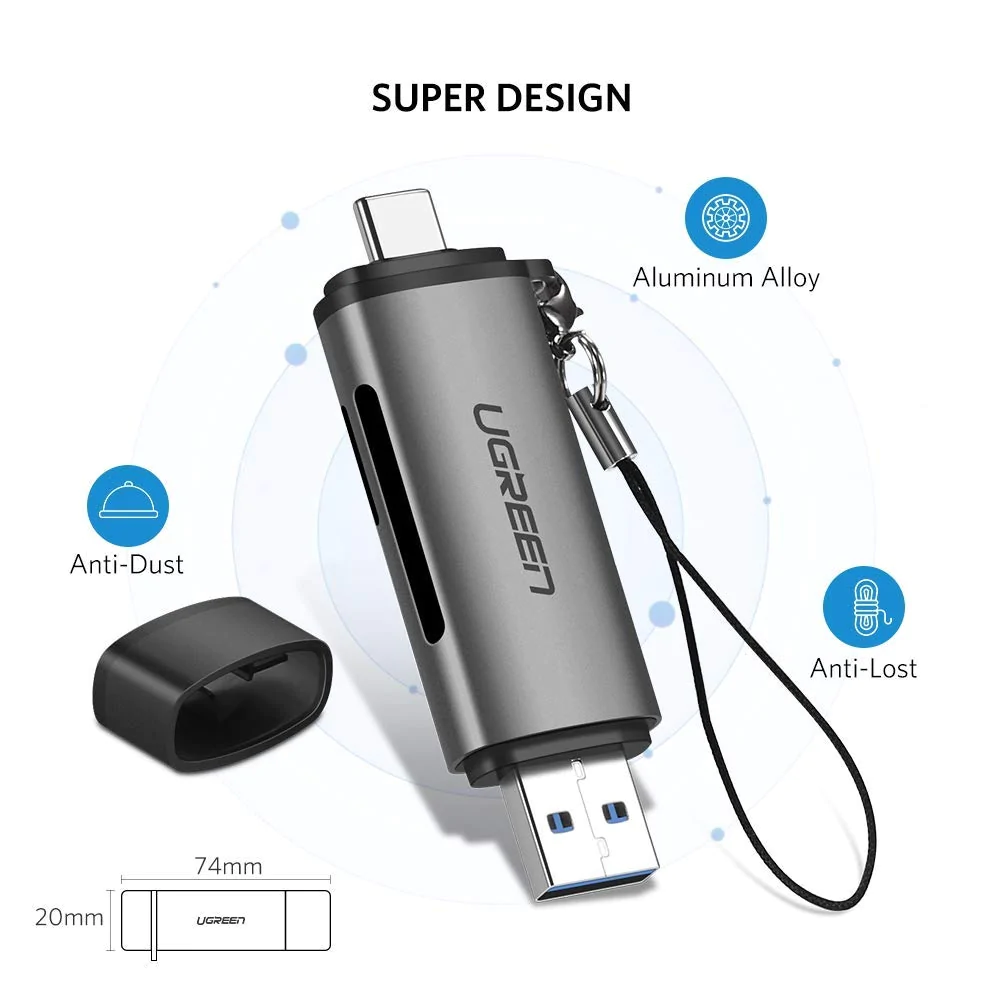 SUPER DESIGN
Aluminum Alloy
UGREEN
Anti-Dust
Anti-Lost
74mm
20mm
UGREEN